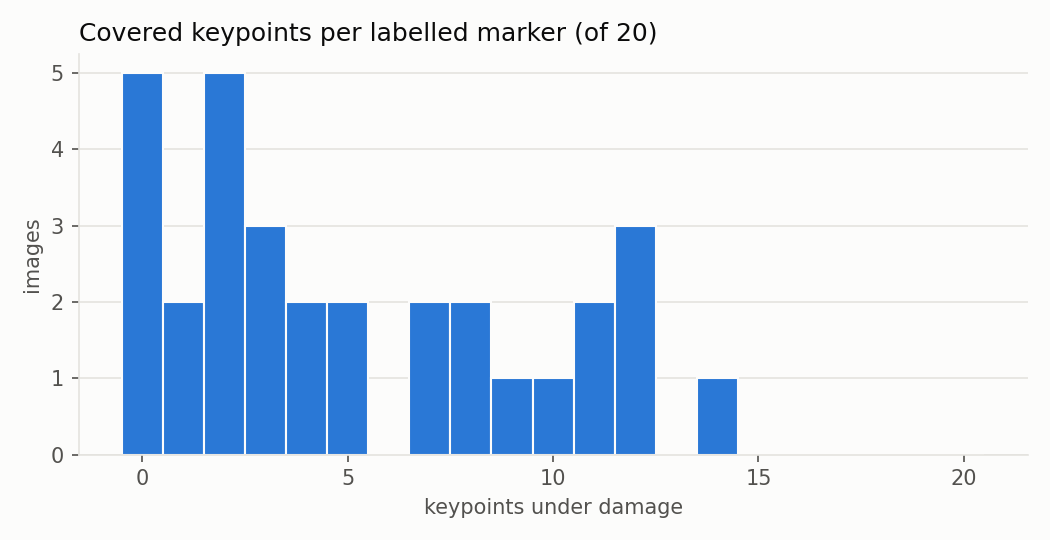 Covered keypoints per labelled marker (of 20)
5
4
3
2
1
0
images
0 5 10 15 20
keypoints under damage